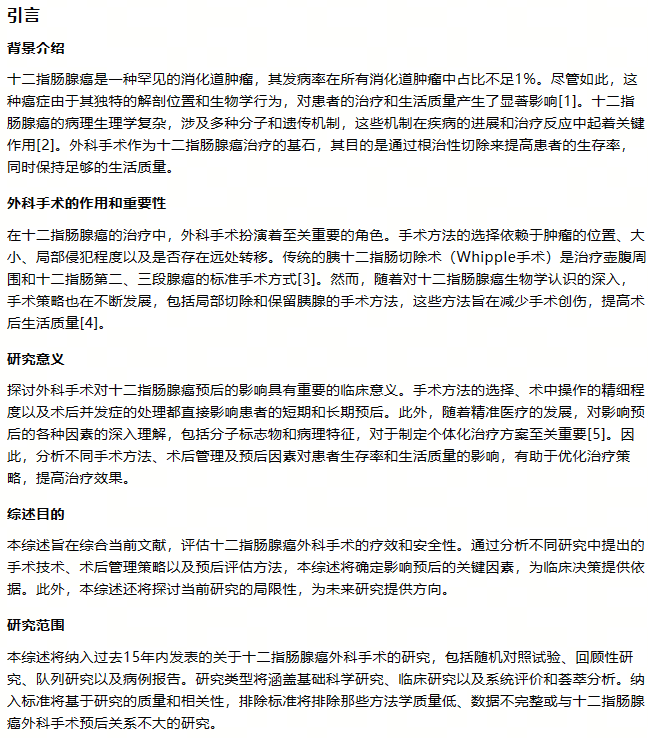 引言
背景介绍
十二指肠腺癌是一种罕见的消化道肿瘤，其发病率在所有消化道肿瘤中占比不足1%。尽管如此，这
种癌症由于其独特的解剖位置和生物学行为，对患者的治疗和生活质量产生了显著影响[1]。十二指
肠腺癌的病理生理学复杂，涉及多种分子和遗传机制，这些机制在疾病的进展和治疗反应中起着关键
作用[2]。外科手术作为十二指肠腺癌治疗的基石，其目的是通过根治性切除来提高患者的生存率，
同时保持足够的生活质量。
外科手术的作用和重要性
在十二指肠腺癌的治疗中，外科手术扮演着至关重要的角色。手术方法的选择依赖于肿瘤的位置、大
小、局部侵犯程度以及是否存在远处转移。传统的胰十二指肠切除术（Whipple手术）是治疗壶腹周
围和十二指肠第二、三段腺癌的标准手术方式[3]。然而，随着对十二指肠腺癌生物学认识的深入，
手术策略也在不断发展，包括局部切除和保留胰腺的手术方法，这些方法旨在减少手术创伤，提高术
后生活质量[4]。
研究意义
探讨外科手术对十二指肠腺癌预后的影响具有重要的临床意义。手术方法的选择、术中操作的精细程
度以及术后并发症的处理都直接影响患者的短期和长期预后。此外，随着精准医疗的发展，对影响预
后的各种因素的深入理解，包括分子标志物和病理特征，对于制定个体化治疗方案至关重要[5]。因
此，分析不同手术方法、术后管理及预后因素对患者生存率和生活质量的影响，有助于优化治疗策
略，提高治疗效果。
综述目的
本综述旨在综合当前文献，评估十二指肠腺癌外科手术的疗效和安全性。通过分析不同研究中提出的
手术技术、术后管理策略以及预后评估方法，本综述将确定影响预后的关键因素，为临床决策提供依
据。此外，本综述还将探讨当前研究的局限性，为未来研究提供方向。
研究范围
本综述将纳入过去15年内发表的关于十二指肠腺癌外科手术的研究，包括随机对照试验、回顾性研
究、队列研究以及病例报告。研究类型将涵盖基础科学研究、临床研究以及系统评价和荟萃分析。纳
入标准将基于研究的质量和相关性，排除标准将排除那些方法学质量低、数据不完整或与十二指肠腺
癌外科手术预后关系不大的研究。